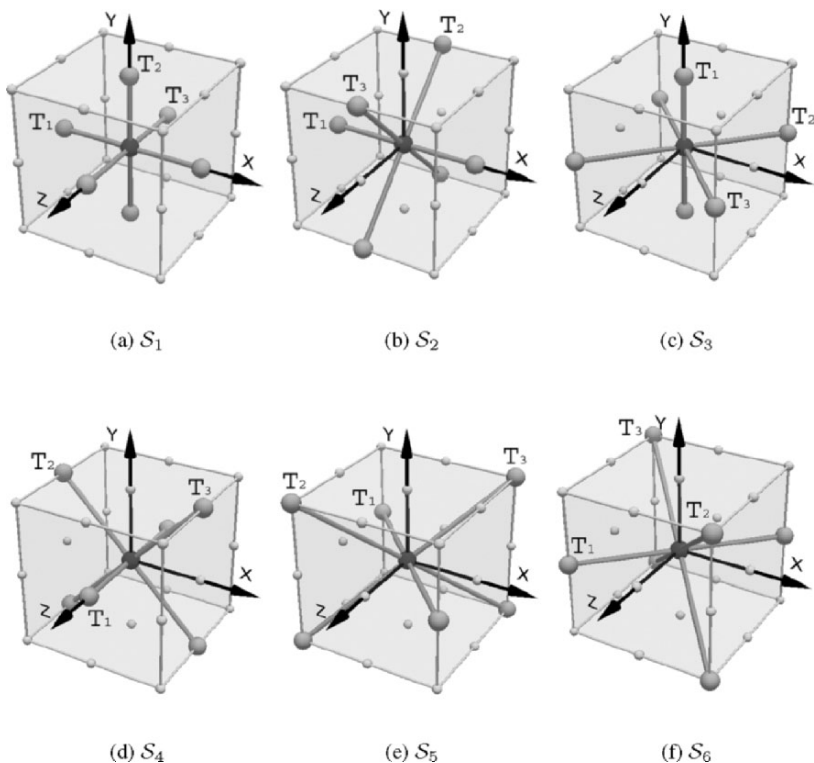 Y
T₂
T₃
T₁
X
Z
(a) S₁
Y
T₂
T₃
T₁
X
Z
(b) S₂
Y
T₁
T₂
X
Z
T₃
(c) S₃
Y
T₂
T₃
X
Z
T₁
(d) S₄
Y
T₂
T₁
T₃
X
Z
(e) S₅
T₃
Y
T₂
T₁
X
Z
(f) S₆